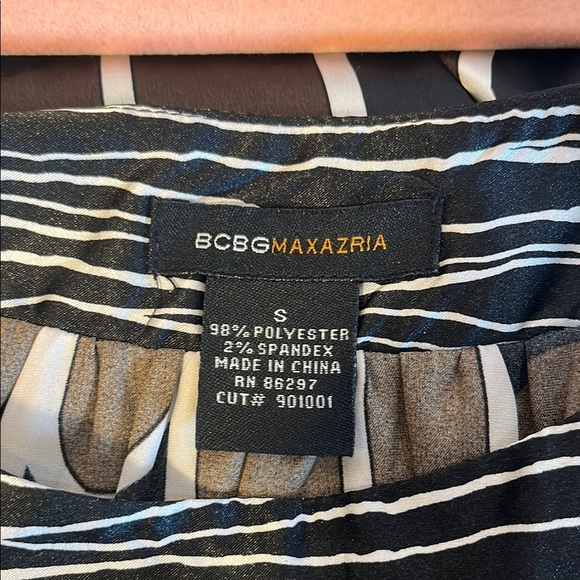 BCBGMAXAZRIA
S
98% POLYESTER
2% SPANDEX
MADE IN CHINA
RN 86297
CUT# 901001